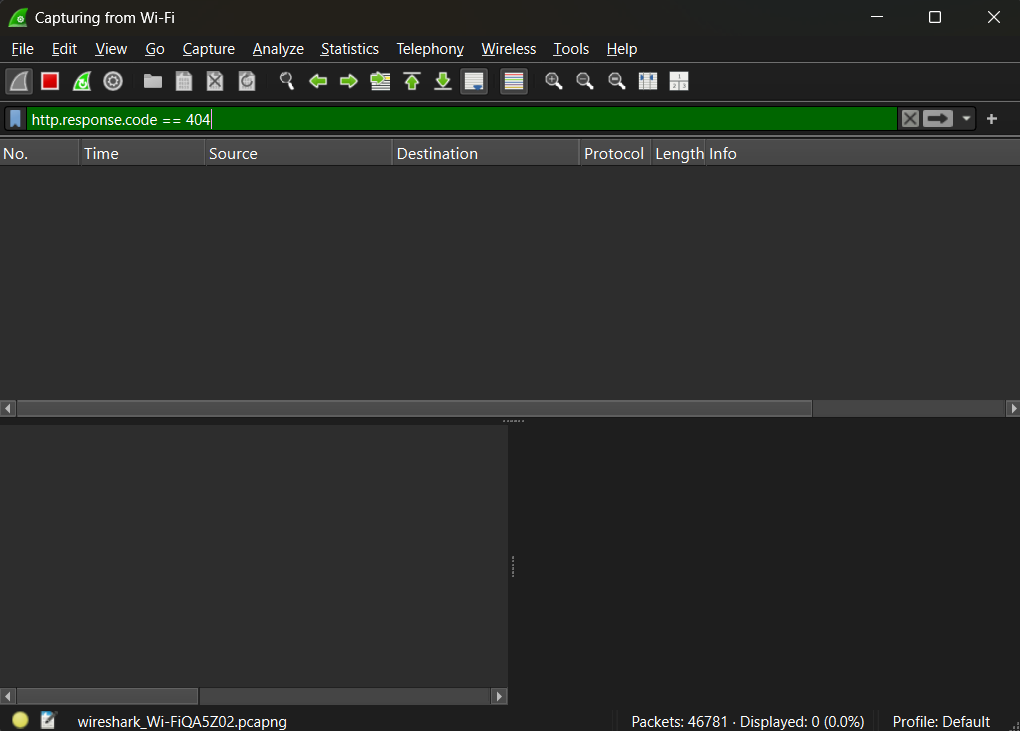 Capturing from Wi-Fi
File Edit View Go Capture Analyze Statistics Telephony Wireless Tools Help
http.response.code == 404
No. Time Source Destination Protocol Length Info
wireshark_Wi-FiQA5Z02.pcapng Packets: 46781 · Displayed: 0 (0.0%) Profile: Default